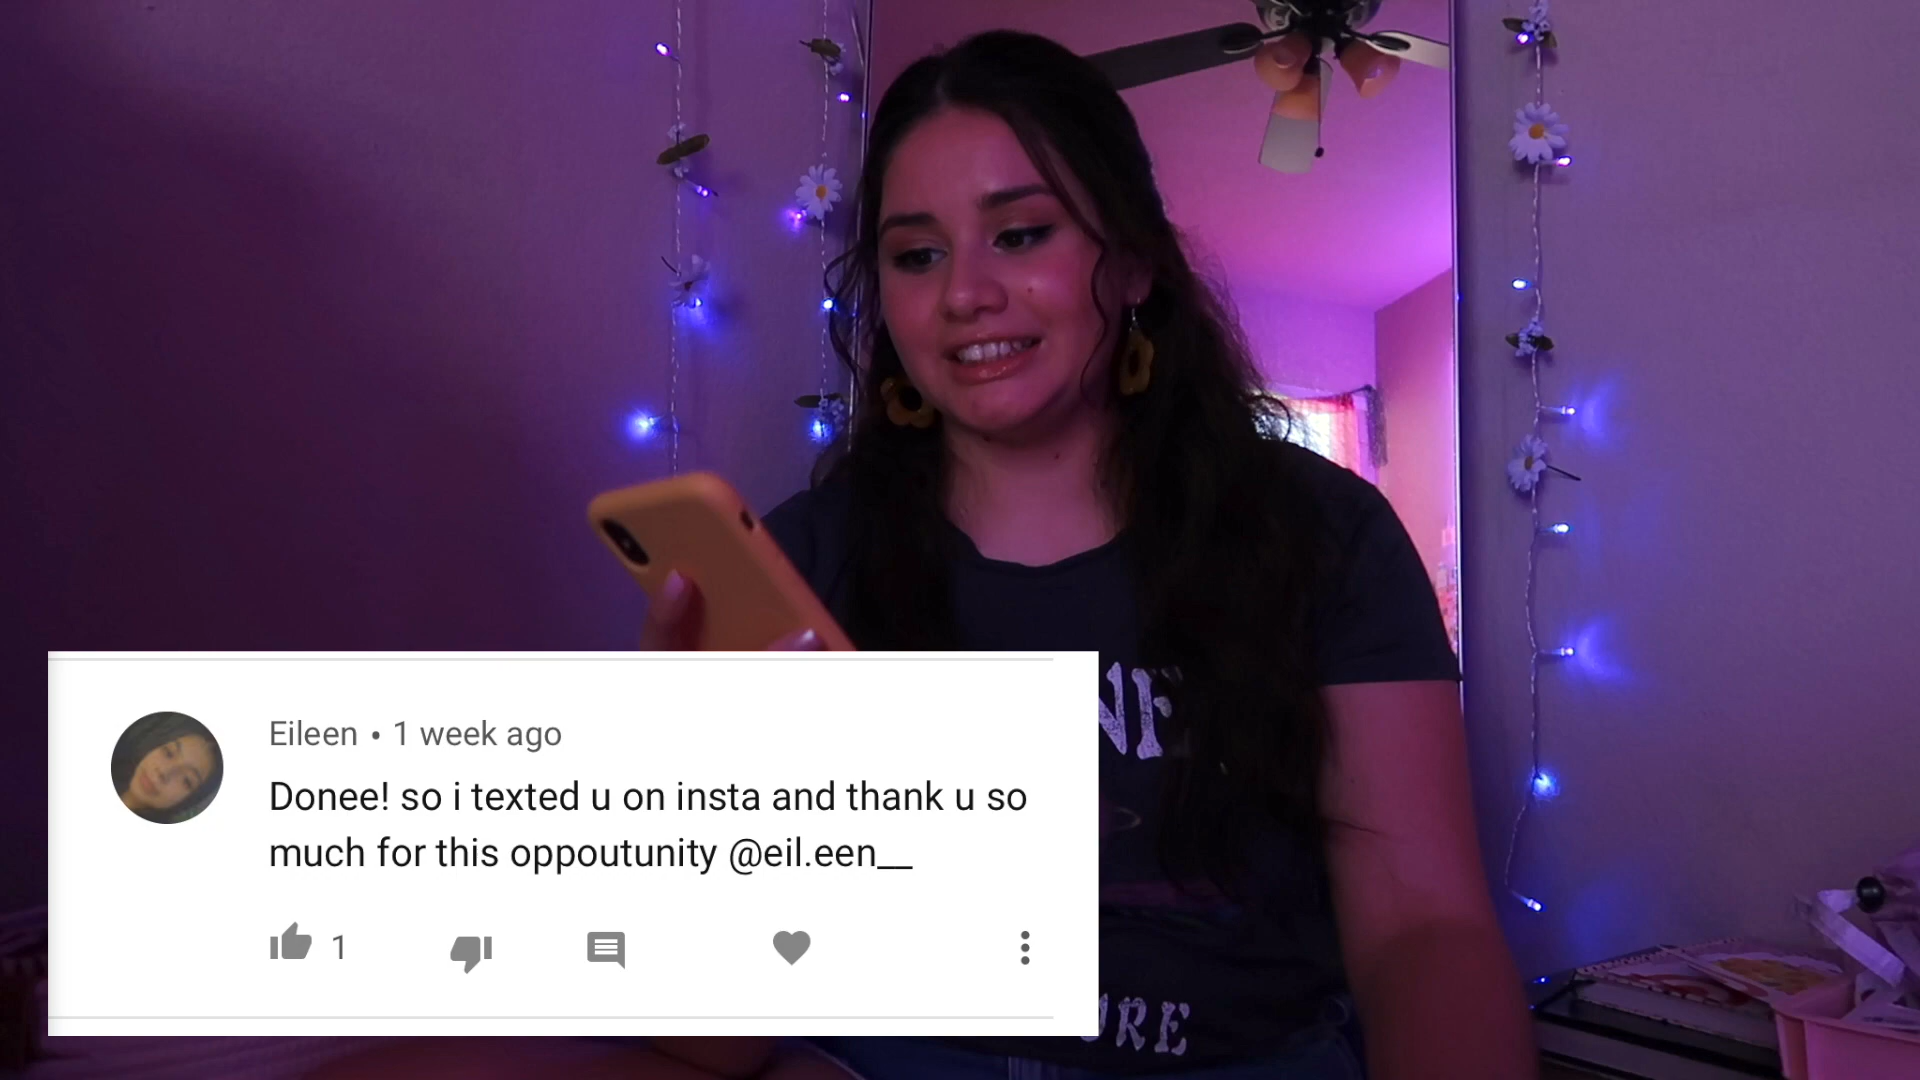 Eileen • 1 week ago
Donee! so i texted u on insta and thank u so
much for this oppoutunity @eil.een__
1
URE